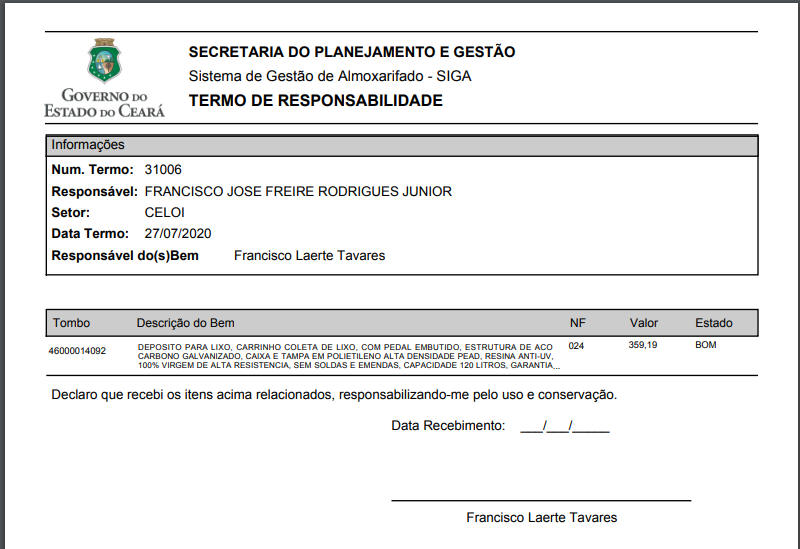 SECRETARIA DO PLANEJAMENTO E GESTÃO
Sistema de Gestão de Almoxarifado - SIGA
TERMO DE RESPONSABILIDADE
GOVERNO DO
ESTADO DO CEARÁ
Informações
Num. Termo: 31006
Responsável: FRANCISCO JOSE FREIRE RODRIGUES JUNIOR
Setor: CELOI
Data Termo: 27/07/2020
Responsável do(s)Bem Francisco Laerte Tavares
Tombo Descrição do Bem NF Valor Estado
46000014092 DEPOSITO PARA LIXO, CARRINHO COLETA DE LIXO, COM PEDAL EMBUTIDO, ESTRUTURA DE ACO 024 359,19 BOM
CARBONO GALVANIZADO, CAIXA E TAMPA EM POLIETILENO ALTA DENSIDADE PEAD, RESINA ANTI-UV,
100% VIRGEM DE ALTA RESISTENCIA, SEM SOLDAS E EMENDAS, CAPACIDADE 120 LITROS, GARANTIA...
Declaro que recebi os itens acima relacionados, responsabilizando-me pelo uso e conservação.
Data Recebimento: ___/___/_____
Francisco Laerte Tavares